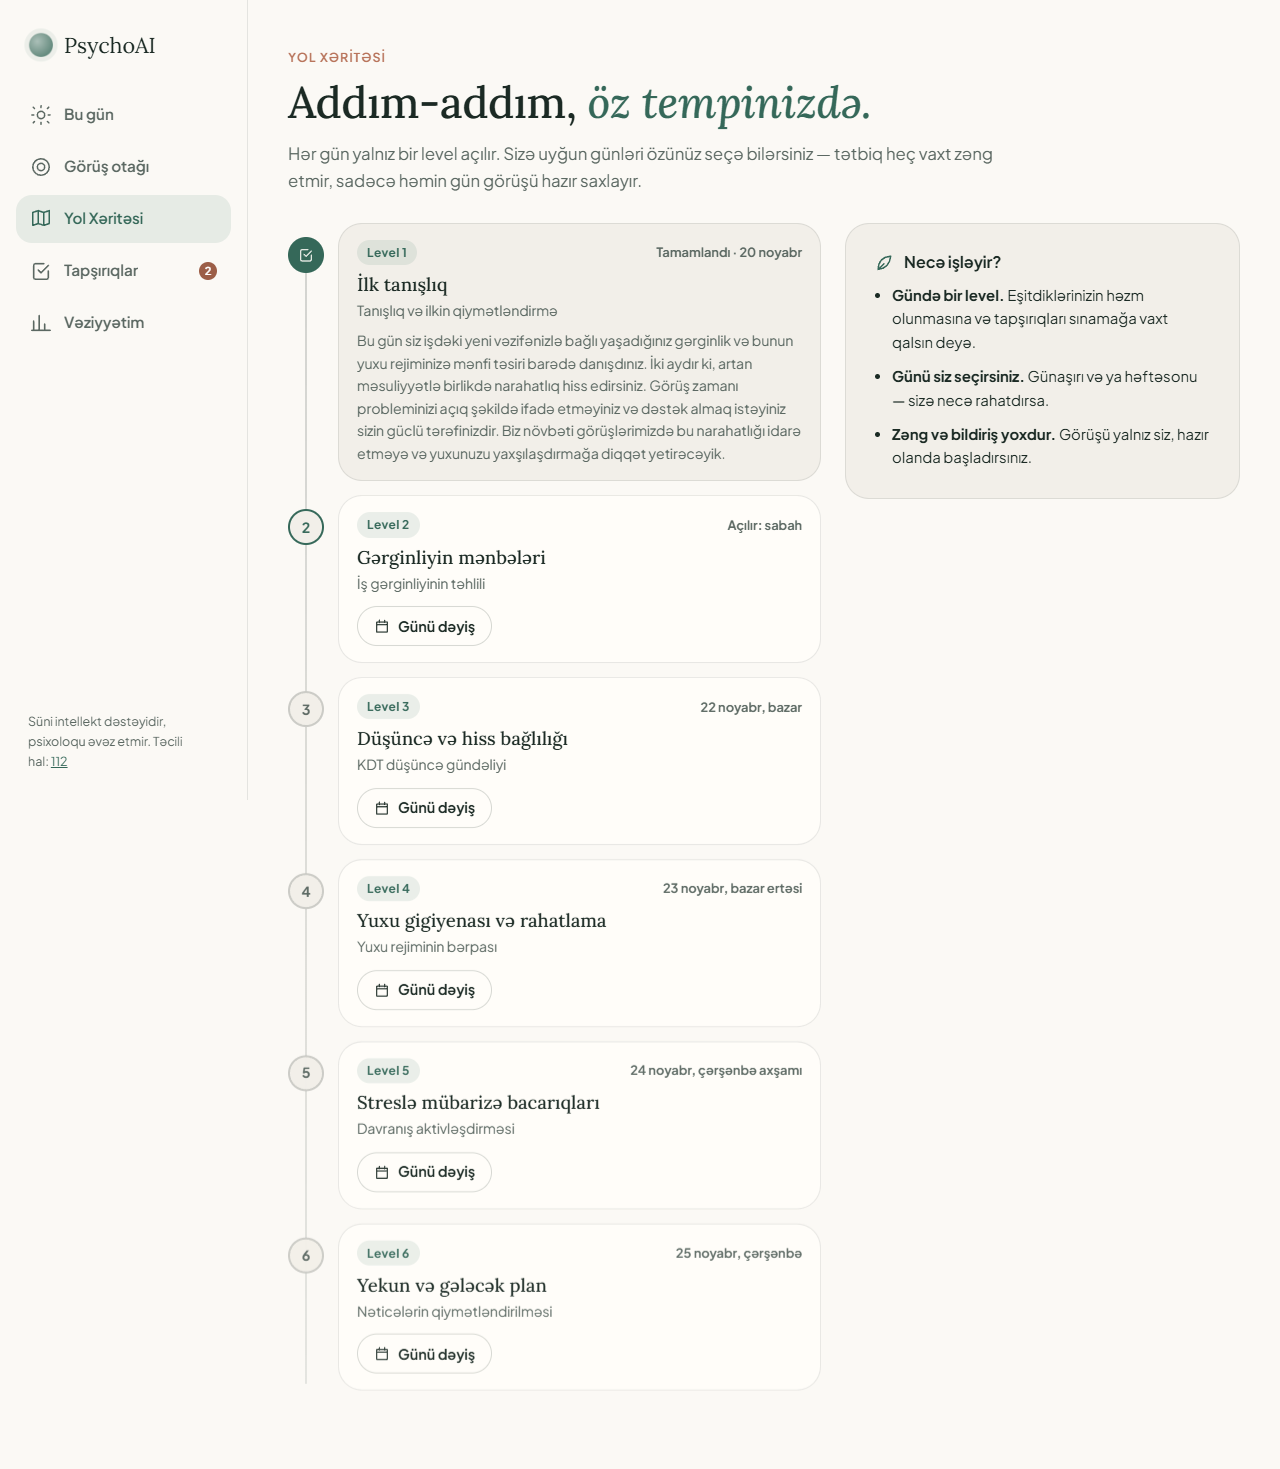 PsychoAI
Bu gün
Görüş otağı
Yol Xəritəsi
Tapşırıqlar
2
Vəziyyətim
Süni intellekt dəstəyidir,
psixoloqu əvəz etmir. Təcili
hal: 112
YOL XƏRİTƏSİ
Addım-addım, öz tempinizdə.
Hər gün yalnız bir level açılır. Sizə uyğun günləri özünüz seçə bilərsiniz — tətbiq heç vaxt zəng
etmir, sadəcə həmin gün görüşü hazır saxlayır.
Level 1
Tamamlandı · 20 noyabr
İlk tanışlıq
Tanışlıq və ilkin qiymətləndirmə
Bu gün siz işdəki yeni vəzifənizlə bağlı yaşadığınız gərginlik və bunun
yuxu rejiminizə mənfi təsiri barədə danışdınız. İki aydır ki, artan
məsuliyyətlə birlikdə narahatlıq hiss edirsiniz. Görüş zamanı
probleminizi açıq şəkildə ifadə etməyiniz və dəstək almaq istəyiniz
sizin güclü tərəfinizdir. Biz növbəti görüşlərimizdə bu narahatlığı idarə
etməyə və yuxunuzu yaxşılaşdırmağa diqqət yetirəcəyik.
2
Level 2
Açılır: sabah
Gərginliyin mənbələri
İş gərginliyinin təhlili
Günü dəyiş
3
Level 3
22 noyabr, bazar
Düşüncə və hiss bağlılığı
KDT düşüncə gündəliyi
Günü dəyiş
4
Level 4
23 noyabr, bazar ertəsi
Yuxu gigiyenası və rahatlama
Yuxu rejiminin bərpası
Günü dəyiş
5
Level 5
24 noyabr, çərşənbə axşamı
Streslə mübarizə bacarıqları
Davranış aktivləşdirməsi
Günü dəyiş
6
Level 6
25 noyabr, çərşənbə
Yekun və gələcək plan
Nəticələrin qiymətləndirilməsi
Günü dəyiş
Necə işləyir?
• Gündə bir level. Eşitdiklərinizin həzm
olunmasına və tapşırıqları sınamağa vaxt
qalsın deyə.
• Günü siz seçirsiniz. Günaşırı və ya həftəsonu
— sizə necə rahatdırsa.
• Zəng və bildiriş yoxdur. Görüşü yalnız siz, hazır
olanda başladırsınız.